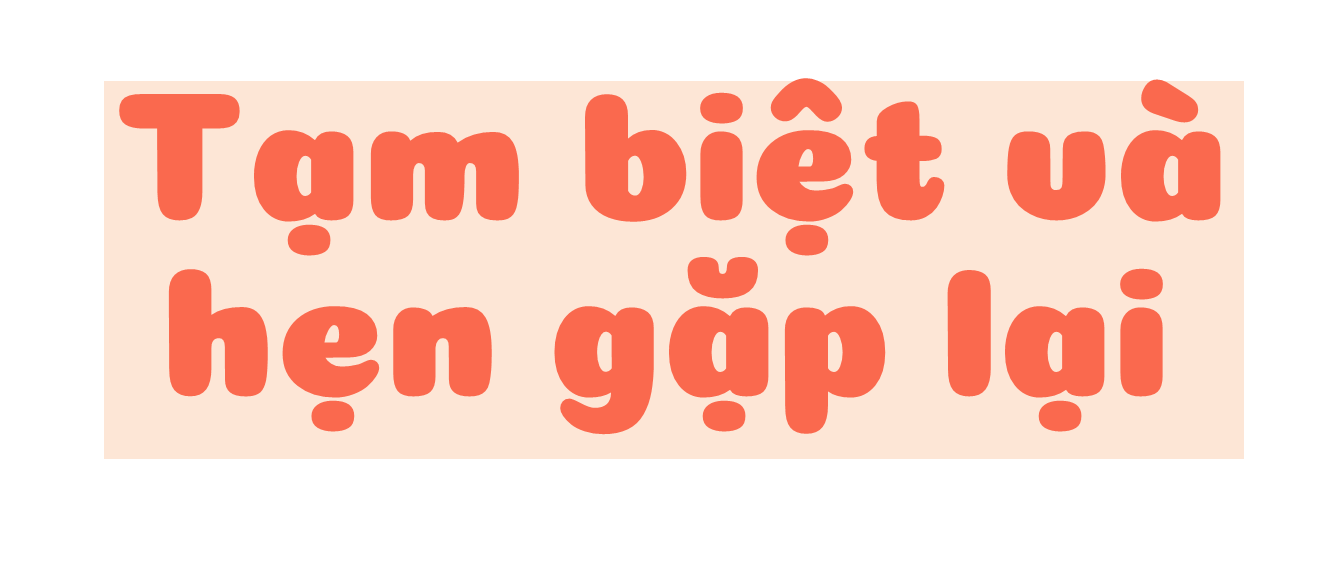 Tạm biệt và
hẹn gặp lại